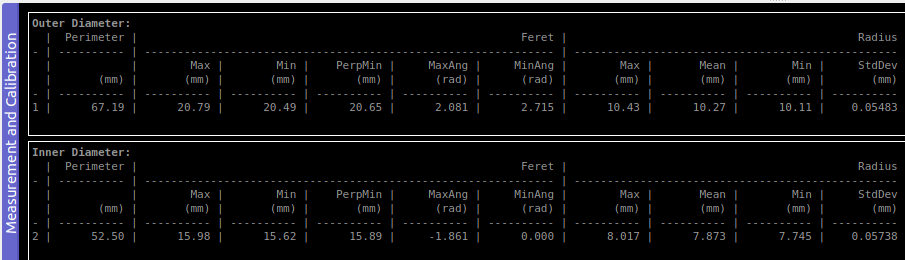 Measurement and Calibration
Outer Diameter:
  |  Perimeter |                                                          Feret |                                            Radius
- | ---------- | -------------------------------------------------------------- | -------------------------------------------------
  |            |        Max |        Min |    PerpMin |     MaxAng |     MinAng |        Max |       Mean |        Min |     StdDev
  |       (mm) |       (mm) |       (mm) |       (mm) |      (rad) |      (rad) |       (mm) |       (mm) |       (mm) |       (mm)
- | ---------- | ---------- | ---------- | ---------- | ---------- | ---------- | ---------- | ---------- | ---------- | ----------
1 |      67.19 |      20.79 |      20.49 |      20.65 |      2.081 |      2.715 |      10.43 |      10.27 |      10.11 |    0.05483
Inner Diameter:
  |  Perimeter |                                                          Feret |                                            Radius
- | ---------- | -------------------------------------------------------------- | -------------------------------------------------
  |            |        Max |        Min |    PerpMin |     MaxAng |     MinAng |        Max |       Mean |        Min |     StdDev
  |       (mm) |       (mm) |       (mm) |       (mm) |      (rad) |      (rad) |       (mm) |       (mm) |       (mm) |       (mm)
- | ---------- | ---------- | ---------- | ---------- | ---------- | ---------- | ---------- | ---------- | ---------- | ----------
2 |      52.50 |      15.98 |      15.62 |      15.89 |     -1.861 |      0.000 |      8.017 |      7.873 |      7.745 |    0.05738